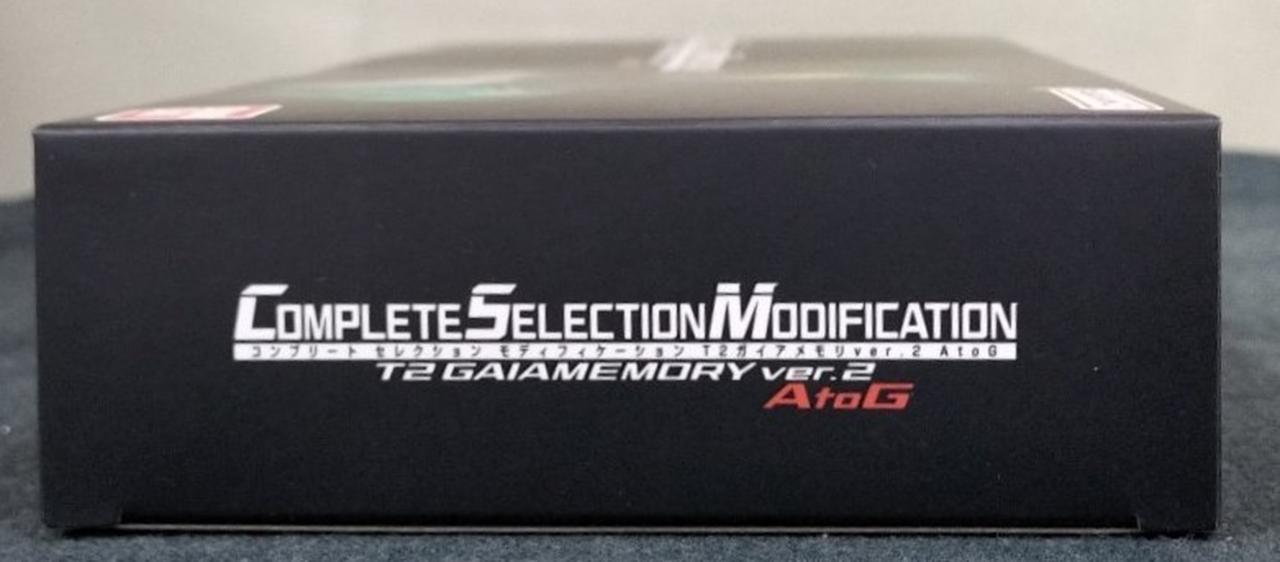 COMPLETE SELECTION MODIFICATION
コンプリート セレクション モディフィケーション T2ガイアメモリver.2 AtoG
T2 GAIAMEMORY ver.2
AtoG